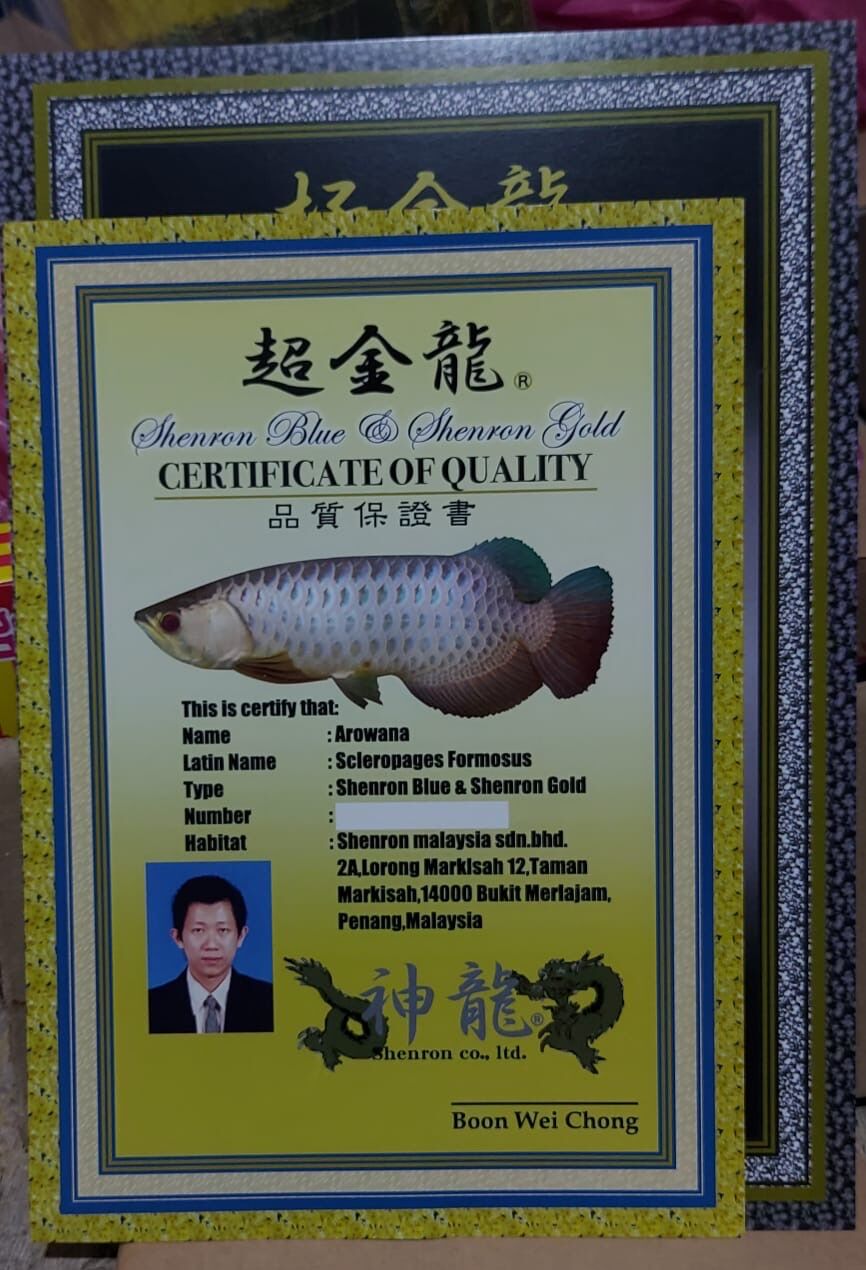 金龍
超金龍®
Shenron Blue & Shenron Gold
CERTIFICATE OF QUALITY
品質保證書
This is certify that:
Name : Arowana
Latin Name : Scleropages Formosus
Type : Shenron Blue & Shenron Gold
Number :
Habitat : Shenron malaysia sdn.bhd.
2A,Lorong MarkIsah 12,Taman
Markisah,14000 Bukit Merlajam,
Penang,Malaysia
神龍®
Shenron co., ltd.
Boon Wei Chong